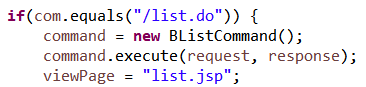 if(com.equals("/list.do")) {
    command = new BListCommand();
    command.execute(request, response);
    viewPage = "list.jsp";